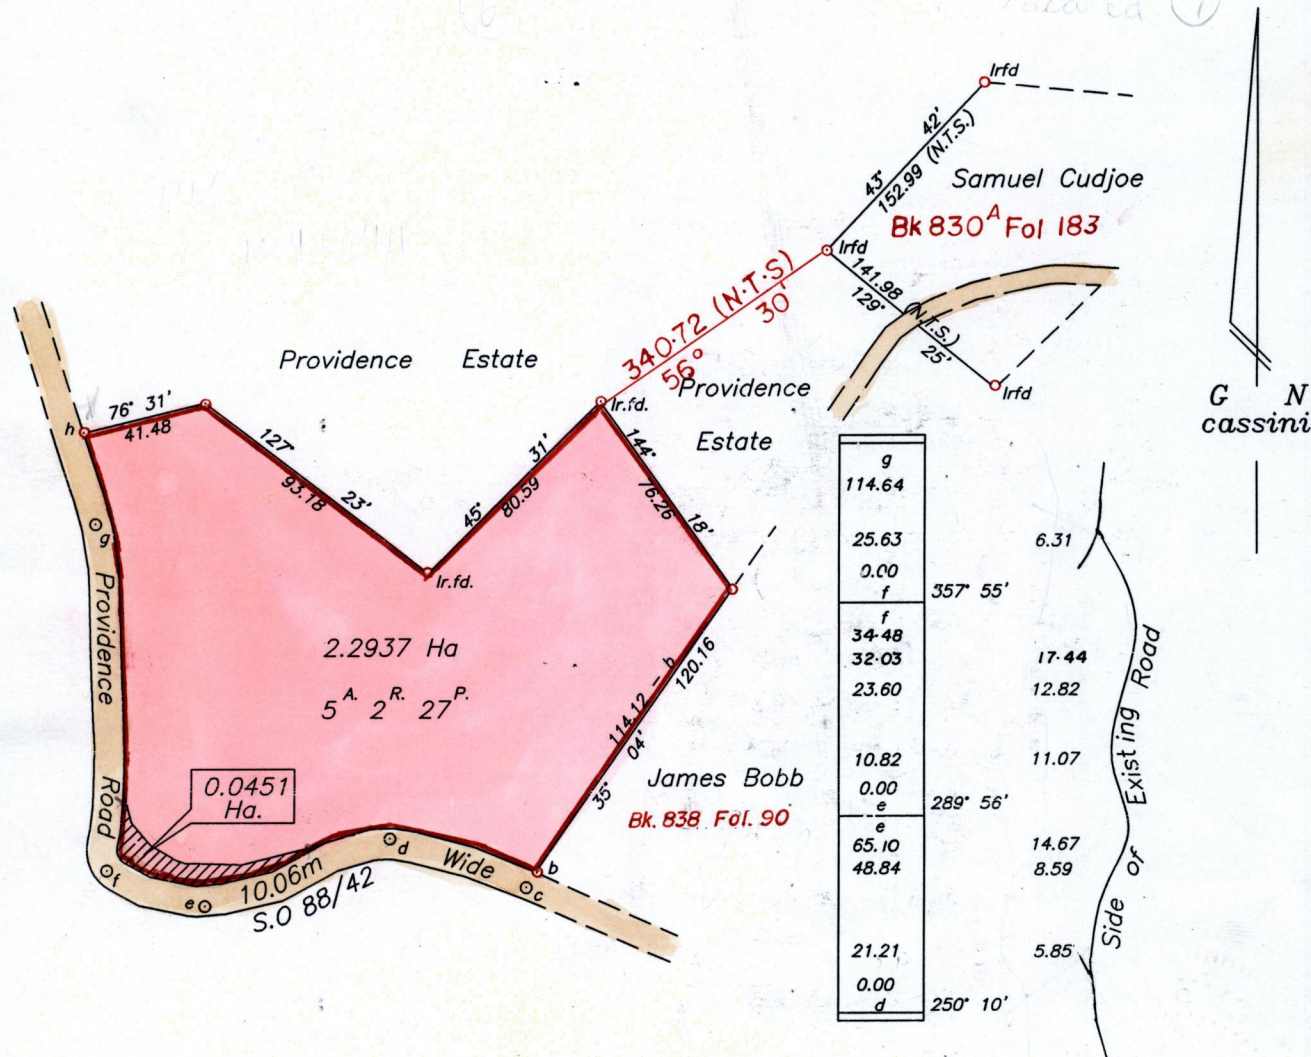 located 1
Irfd
43° 42'
152.99 (N.T.S.)
Samuel Cudjoe
Bk 830 A Fol 183
Irfd
141.98 (N.T.S.)
129° 25'
Irfd
340.72 (N.T.S)
56° 30'
Providence Estate
Providence
Estate
G N
cassini
h
76° 31'
41.48
127° 23'
93.18
Ir.fd.
45° 31'
80.59
Ir.fd.
144° 18'
76.26
2.2937 Ha
5 A. 2 R. 27 P.
114.12 – b
120.16
35° 04'
James Bobb
Bk. 838 Fol. 90
0.0451
Ha.
g
Providence
Road
f
e
10.06m
Wide
S.O 88/42
d
b
c
g
114.64
25.63 6.31
0.00
f 357° 55'
f
34.48
32.03 17.44
23.60 12.82
10.82 11.07
0.00
e 289° 56'
e
65.10 14.67
48.84 8.59
21.21 5.85
0.00
d 250° 10'
Side of Existing Road